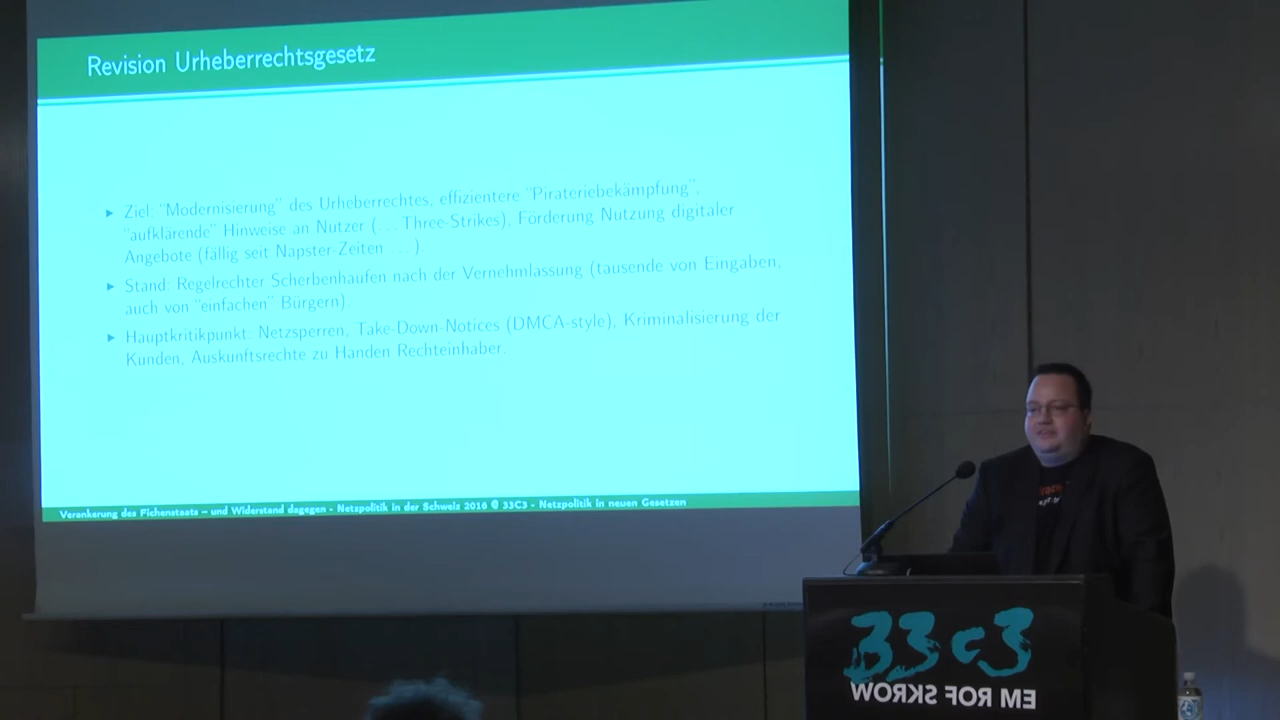 Revision Urheberrechtsgesetz
Ziel: "Modernisierung" des Urheberrechtes, effizientere "Pirateriebekämpfung",
"aufklärende" Hinweise an Nutzer (... Three-Strikes), Förderung Nutzung digitaler
Angebote (fällig seit Napster-Zeiten ...).
Stand: Regelrechter Scherbenhaufen nach der Vernehmlassung (tausende von Eingaben,
auch von "einfachen" Bürgern).
Hauptkritikpunkt: Netzsperren, Take-Down-Notices (DMCA-style), Kriminalisierung der
Kunden, Auskunftsrechte zu Handen Rechteinhaber.
Verankerung des Fichenstaats – und Widerstand dagegen - Netzpolitik in der Schweiz 2016 @ 33C3 - Netzpolitik in neuen Gesetzen
33c3
WORKS FOR ME